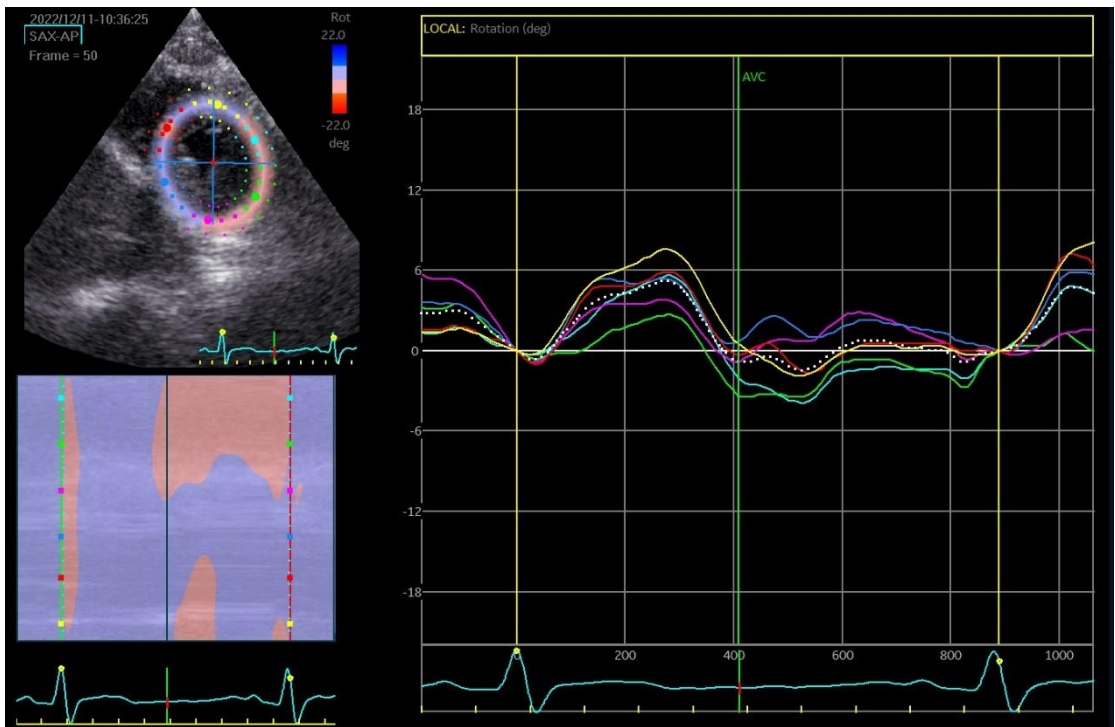 2022/12/11-10:36:25
SAX-AP
Frame = 50
Rot
22.0
-22.0
deg
LOCAL: Rotation (deg)
AVC
18
12
6
0
-6
-12
-18
0
200
400
600
800
1000